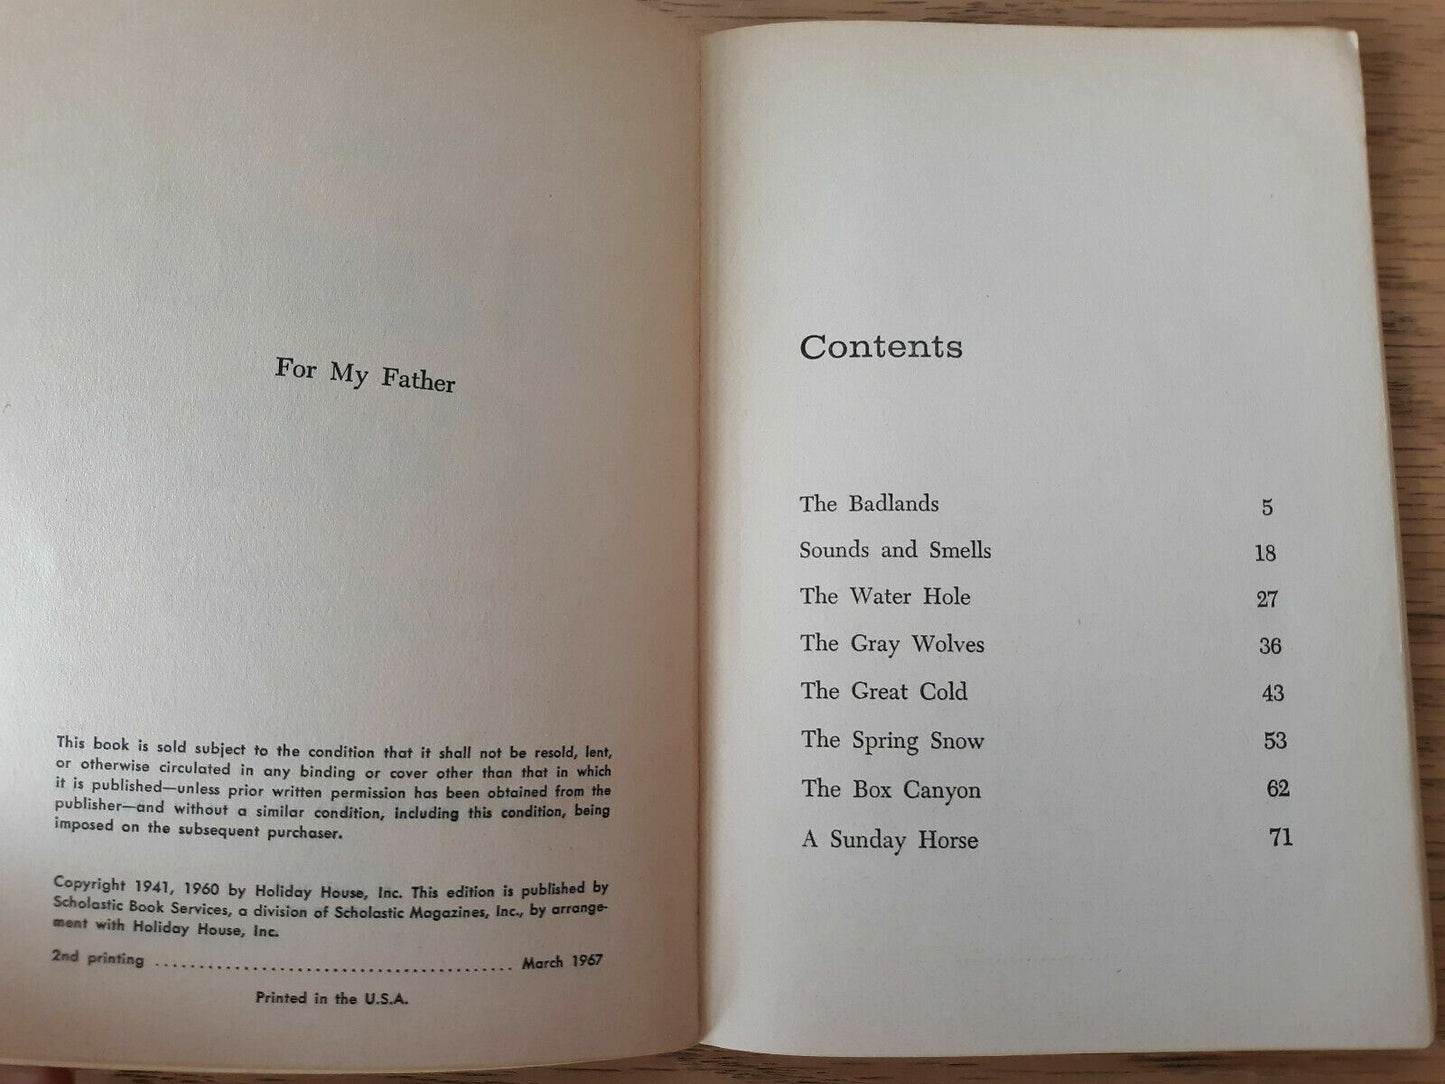 For My Father
This book is sold subject to the condition that it shall not be resold, lent,
or otherwise circulated in any binding or cover other than that in which
it is published—unless prior written permission has been obtained from the
publisher—and without a similar condition, including this condition, being
imposed on the subsequent purchaser.
Copyright 1941, 1960 by Holiday House, Inc. This edition is published by
Scholastic Book Services, a division of Scholastic Magazines, Inc., by arrange-
ment with Holiday House, Inc.
2nd printing ........................................ March 1967
Printed in the U.S.A.
Contents
The Badlands 5
Sounds and Smells 18
The Water Hole 27
The Gray Wolves 36
The Great Cold 43
The Spring Snow 53
The Box Canyon 62
A Sunday Horse 71